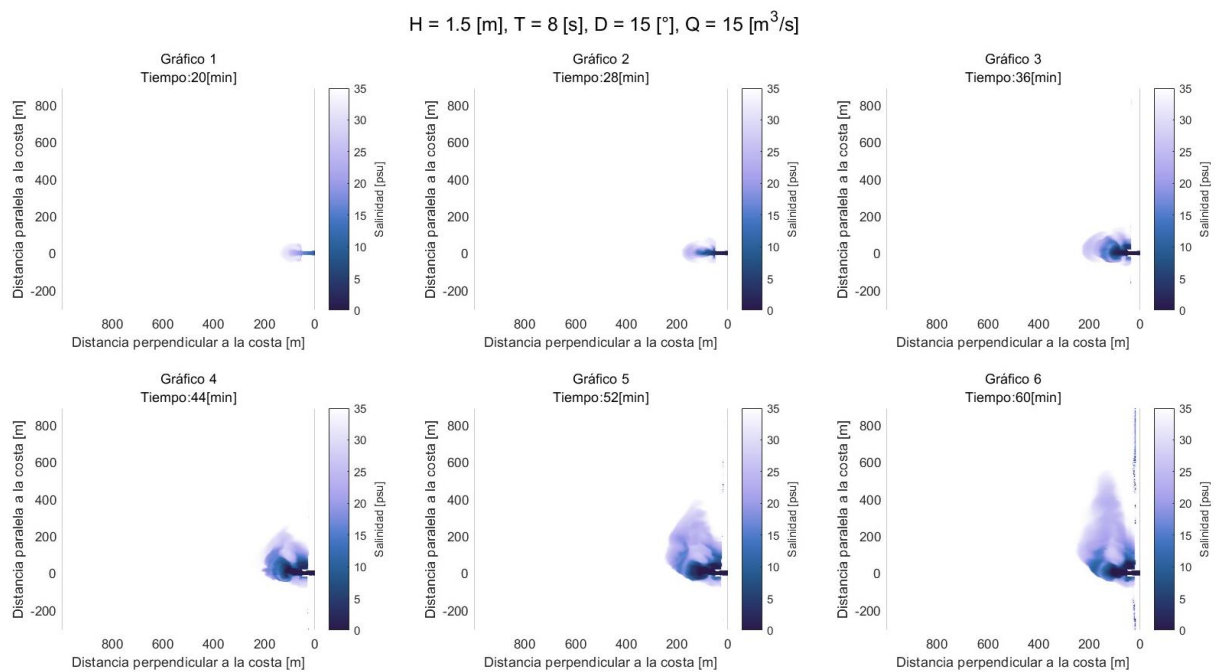 H = 1.5 [m], T = 8 [s], D = 15 [°], Q = 15 [m³/s]
Gráfico 1
Tiempo:20[min]
Distancia paralela a la costa [m]
800
600
400
200
0
-200
800 600 400 200 0
Distancia perpendicular a la costa [m]
35
30
25
20
15
10
5
0
Salinidad [psu]
Gráfico 2
Tiempo:28[min]
Distancia paralela a la costa [m]
800
600
400
200
0
-200
800 600 400 200 0
Distancia perpendicular a la costa [m]
35
30
25
20
15
10
5
0
Salinidad [psu]
Gráfico 3
Tiempo:36[min]
Distancia paralela a la costa [m]
800
600
400
200
0
-200
800 600 400 200 0
Distancia perpendicular a la costa [m]
35
30
25
20
15
10
5
0
Salinidad [psu]
Gráfico 4
Tiempo:44[min]
Distancia paralela a la costa [m]
800
600
400
200
0
-200
800 600 400 200 0
Distancia perpendicular a la costa [m]
35
30
25
20
15
10
5
0
Salinidad [psu]
Gráfico 5
Tiempo:52[min]
Distancia paralela a la costa [m]
800
600
400
200
0
-200
800 600 400 200 0
Distancia perpendicular a la costa [m]
35
30
25
20
15
10
5
0
Salinidad [psu]
Gráfico 6
Tiempo:60[min]
Distancia paralela a la costa [m]
800
600
400
200
0
-200
800 600 400 200 0
Distancia perpendicular a la costa [m]
35
30
25
20
15
10
5
0
Salinidad [psu]